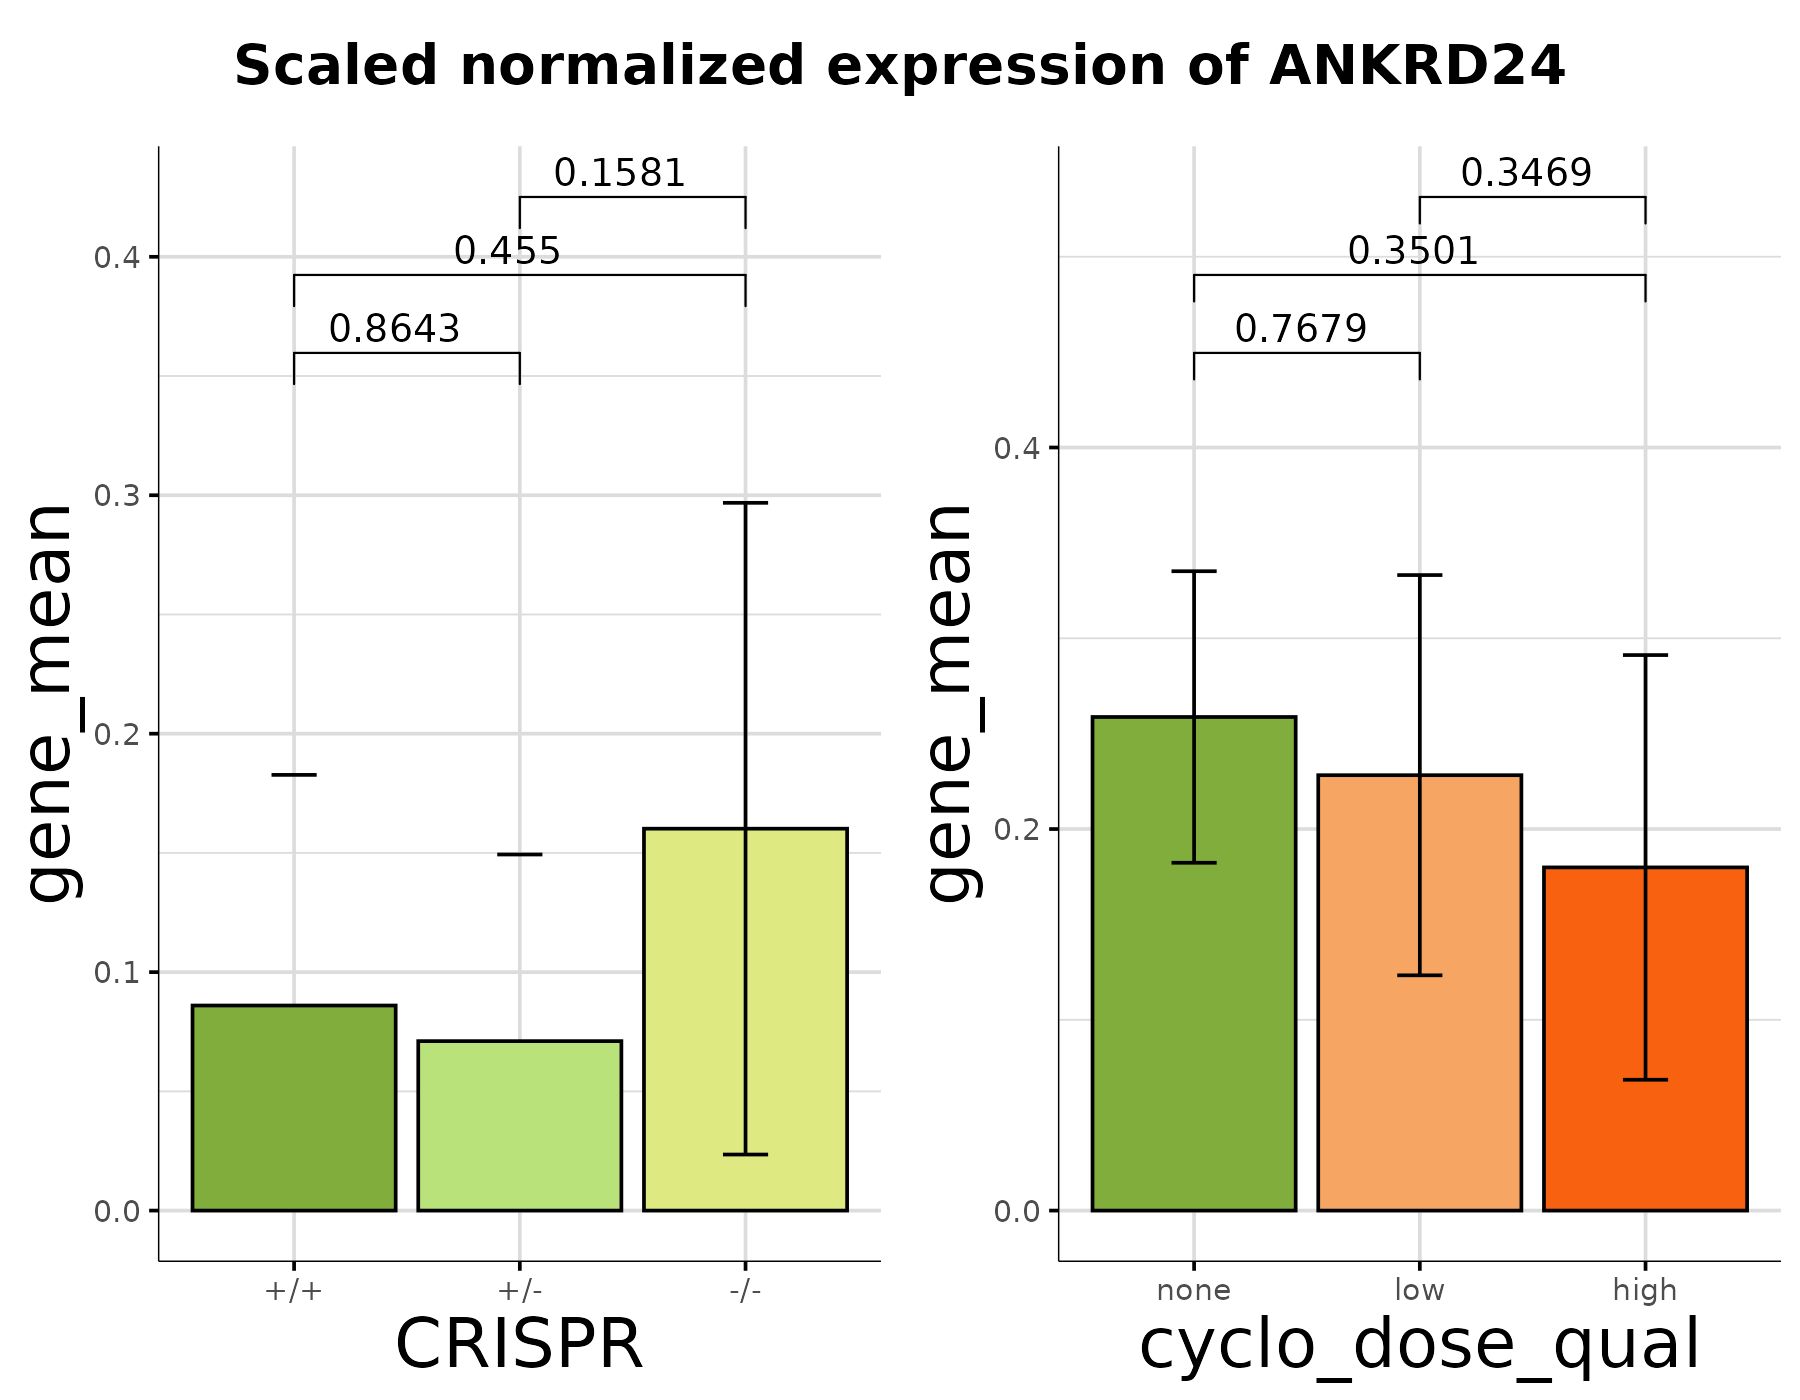 Scaled normalized expression of ANKRD24
gene_mean
0.4
0.3
0.2
0.1
0.0
0.1581
0.455
0.8643
+/+ +/- -/-
CRISPR
gene_mean
0.4
0.2
0.0
0.3469
0.3501
0.7679
none low high
cyclo_dose_qual